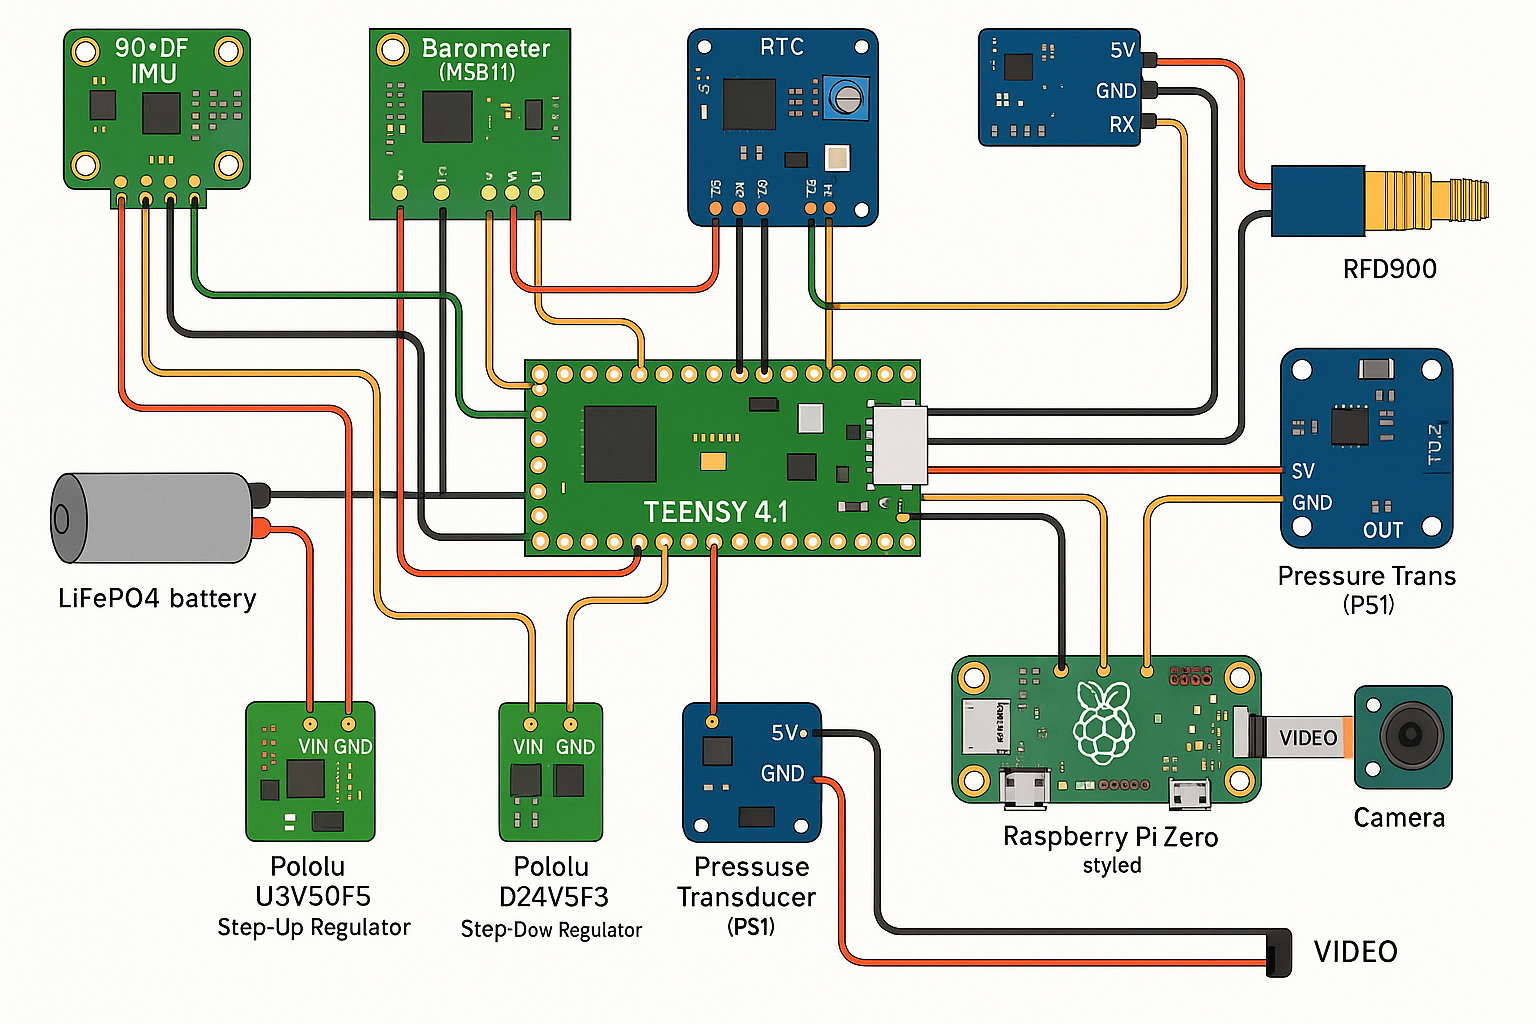 90•DF
IMU
Barometer
(MSB11)
RTC
5V
GND
RX
RFD900
TEENSY 4.1
SV
GND
OUT
Pressure Trans
(P51)
LiFePO4 battery
VIN GND
Pololu
U3V50F5
Step-Up Regulator
VIN GND
Pololu
D24V5F3
Step-Dow Regulator
5V
GND
Pressuse
Transducer
(PS1)
VIDEO
Raspberry Pi Zero
styled
Camera
VIDEO